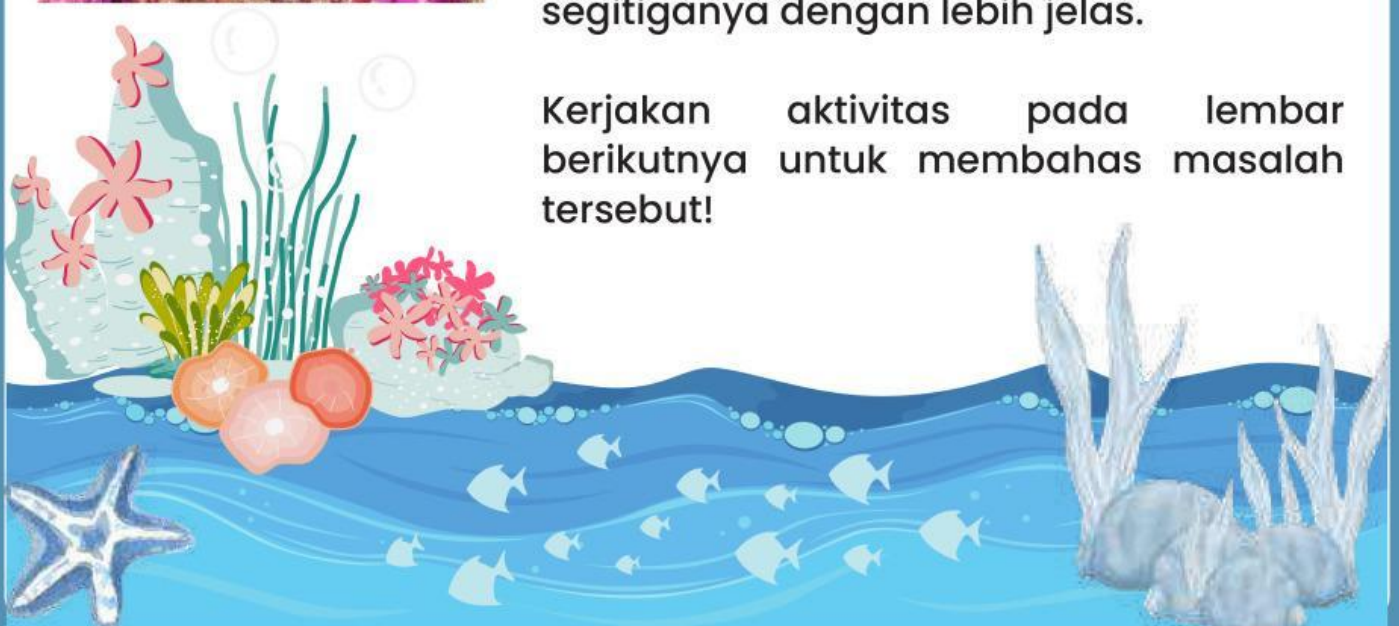 segitiganya dengan lebih jelas.
Kerjakan aktivitas pada lembar
berikutnya untuk membahas masalah
tersebut!